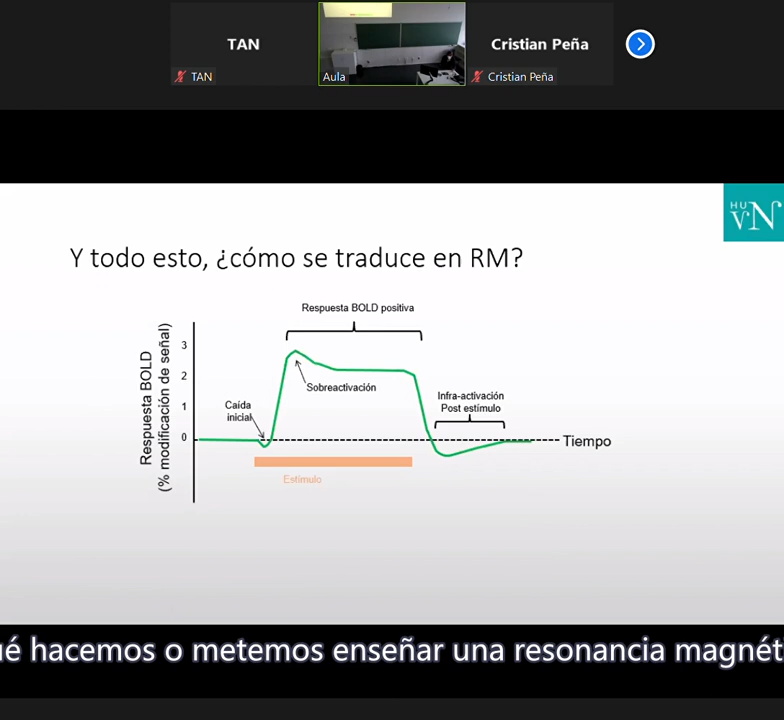 TAN
Cristian Peña
TAN
Aula
Cristian Peña
HU
VN
Y todo esto, ¿cómo se traduce en RM?
Respuesta BOLD positiva
Respuesta BOLD
(% modificación de señal)
3
2
1
0
Sobreactivación
Caída
inicial
Infra-activación
Post estímulo
Tiempo
Estímulo
é hacemos o metemos enseñar una resonancia magnét